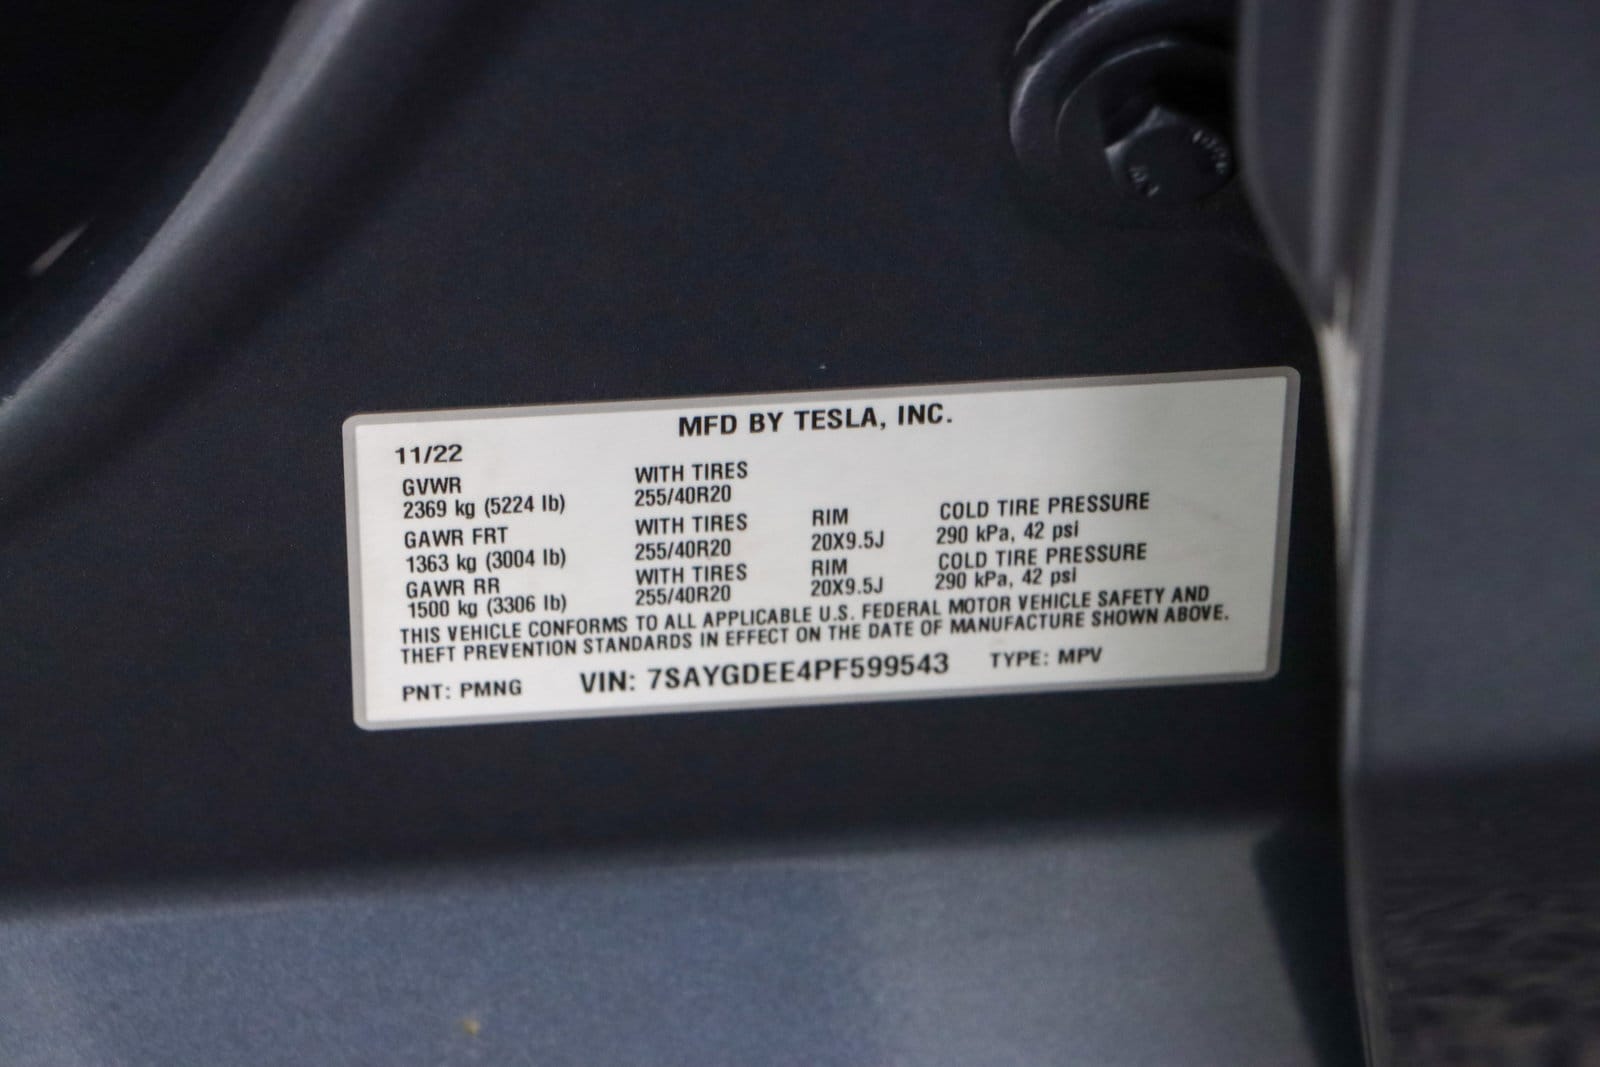 MFD BY TESLA, INC.
11/22
GVWR WITH TIRES
2369 kg (5224 lb) 255/40R20
GAWR FRT WITH TIRES RIM COLD TIRE PRESSURE
1363 kg (3004 lb) 255/40R20 20X9.5J 290 kPa, 42 psi
GAWR RR WITH TIRES RIM COLD TIRE PRESSURE
1500 kg (3306 lb) 255/40R20 20X9.5J 290 kPa, 42 psi
THIS VEHICLE CONFORMS TO ALL APPLICABLE U.S. FEDERAL MOTOR VEHICLE SAFETY AND
THEFT PREVENTION STANDARDS IN EFFECT ON THE DATE OF MANUFACTURE SHOWN ABOVE.
PNT: PMNG VIN: 7SAYGDEE4PF599543 TYPE: MPV